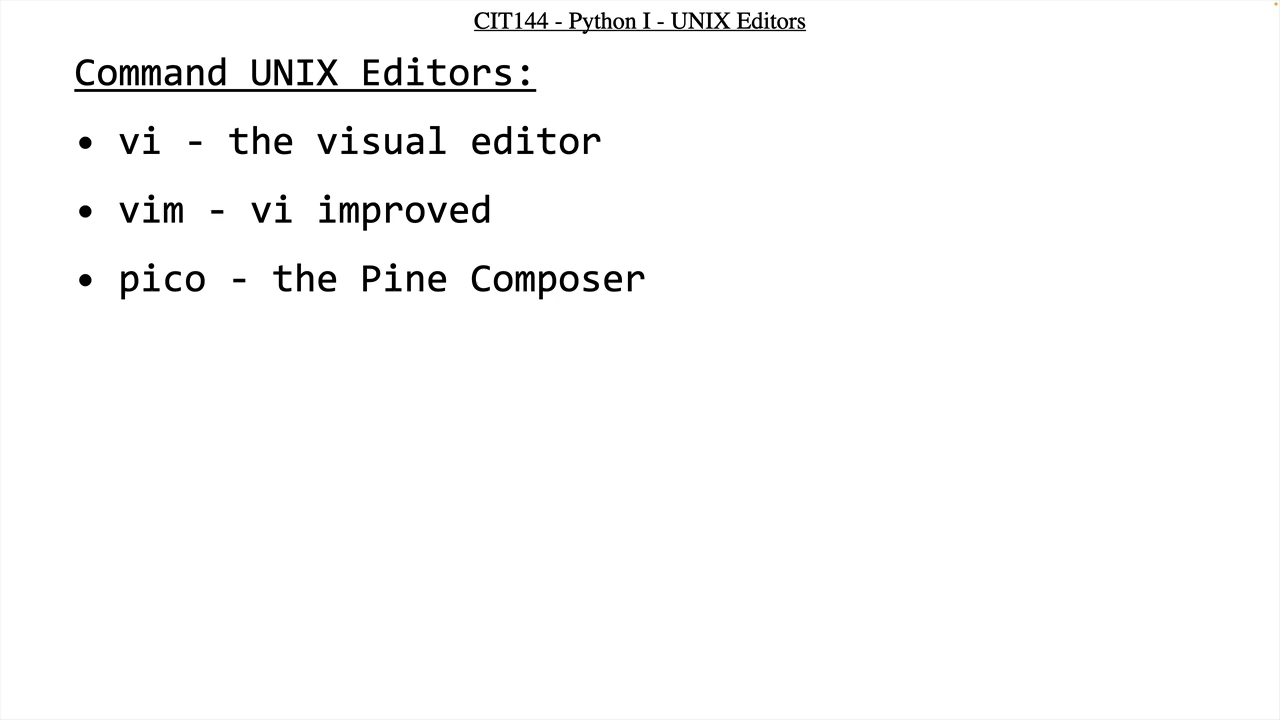 CIT144 - Python I - UNIX Editors
Command UNIX Editors:
• vi - the visual editor
• vim - vi improved
• pico - the Pine Composer